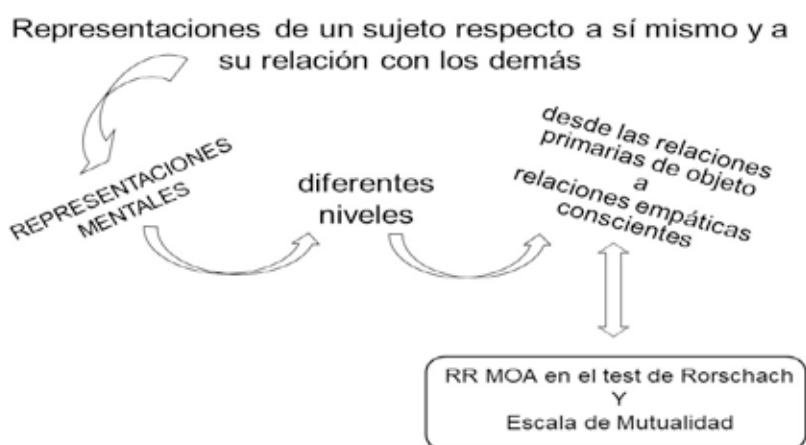 Representaciones de un sujeto respecto a sí mismo y a
su relación con los demás
REPRESENTACIONES
MENTALES
diferentes
niveles
desde las relaciones
primarias de objeto
a
relaciones empáticas
conscientes
RR MOA en el test de Rorschach
Y
Escala de Mutualidad